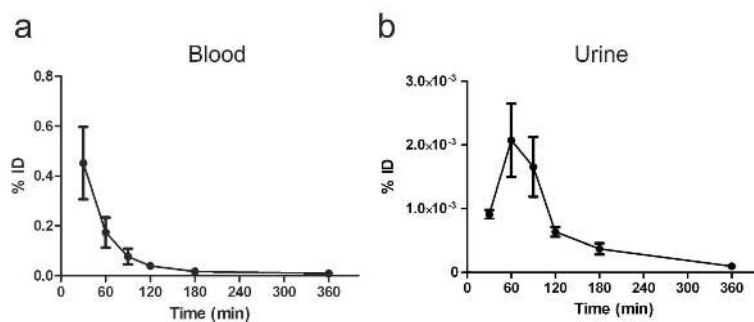 a
Blood
% ID
0.8
0.6
0.4
0.2
0.0
0 60 120 180 240 300 360
Time (min)
b
Urine
% ID
3.0×10⁻³
2.0×10⁻³
1.0×10⁻³
0
0 60 120 180 240 300 360
Time (min)